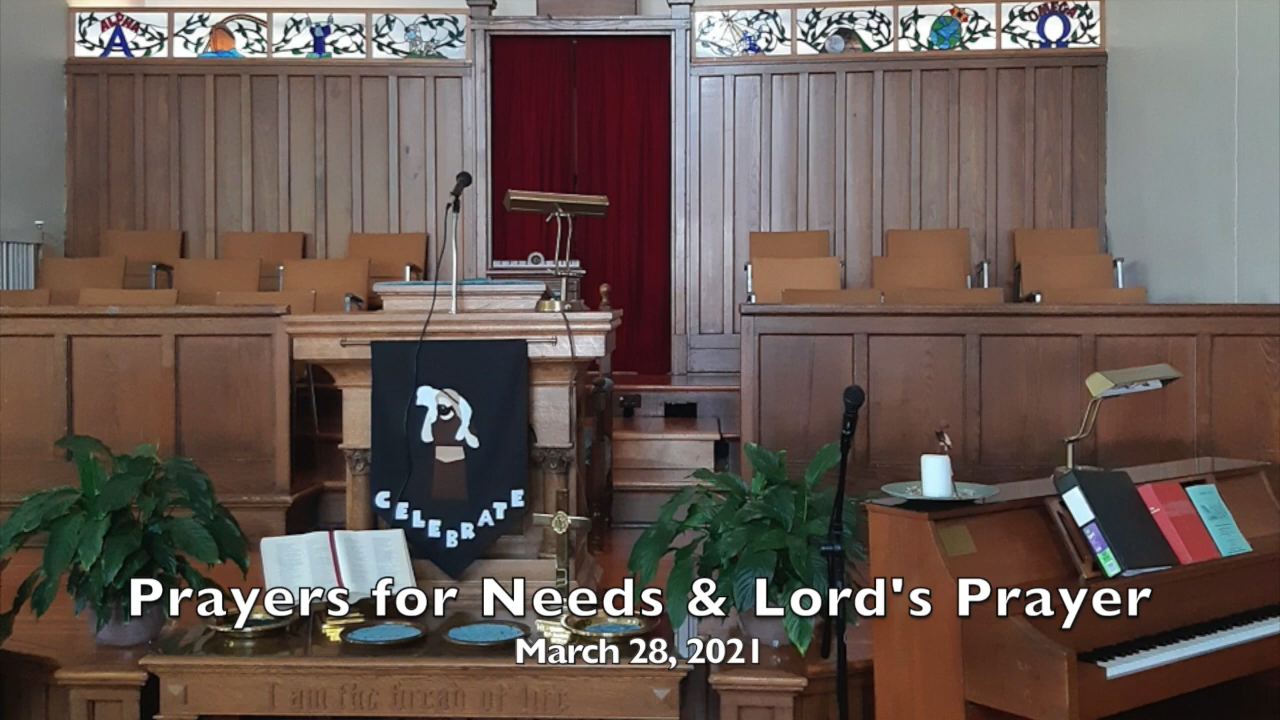 ALPHA
OMEGA
CELEBRATE
Prayers for Needs & Lord's Prayer
March 28, 2021
I am the bread of life